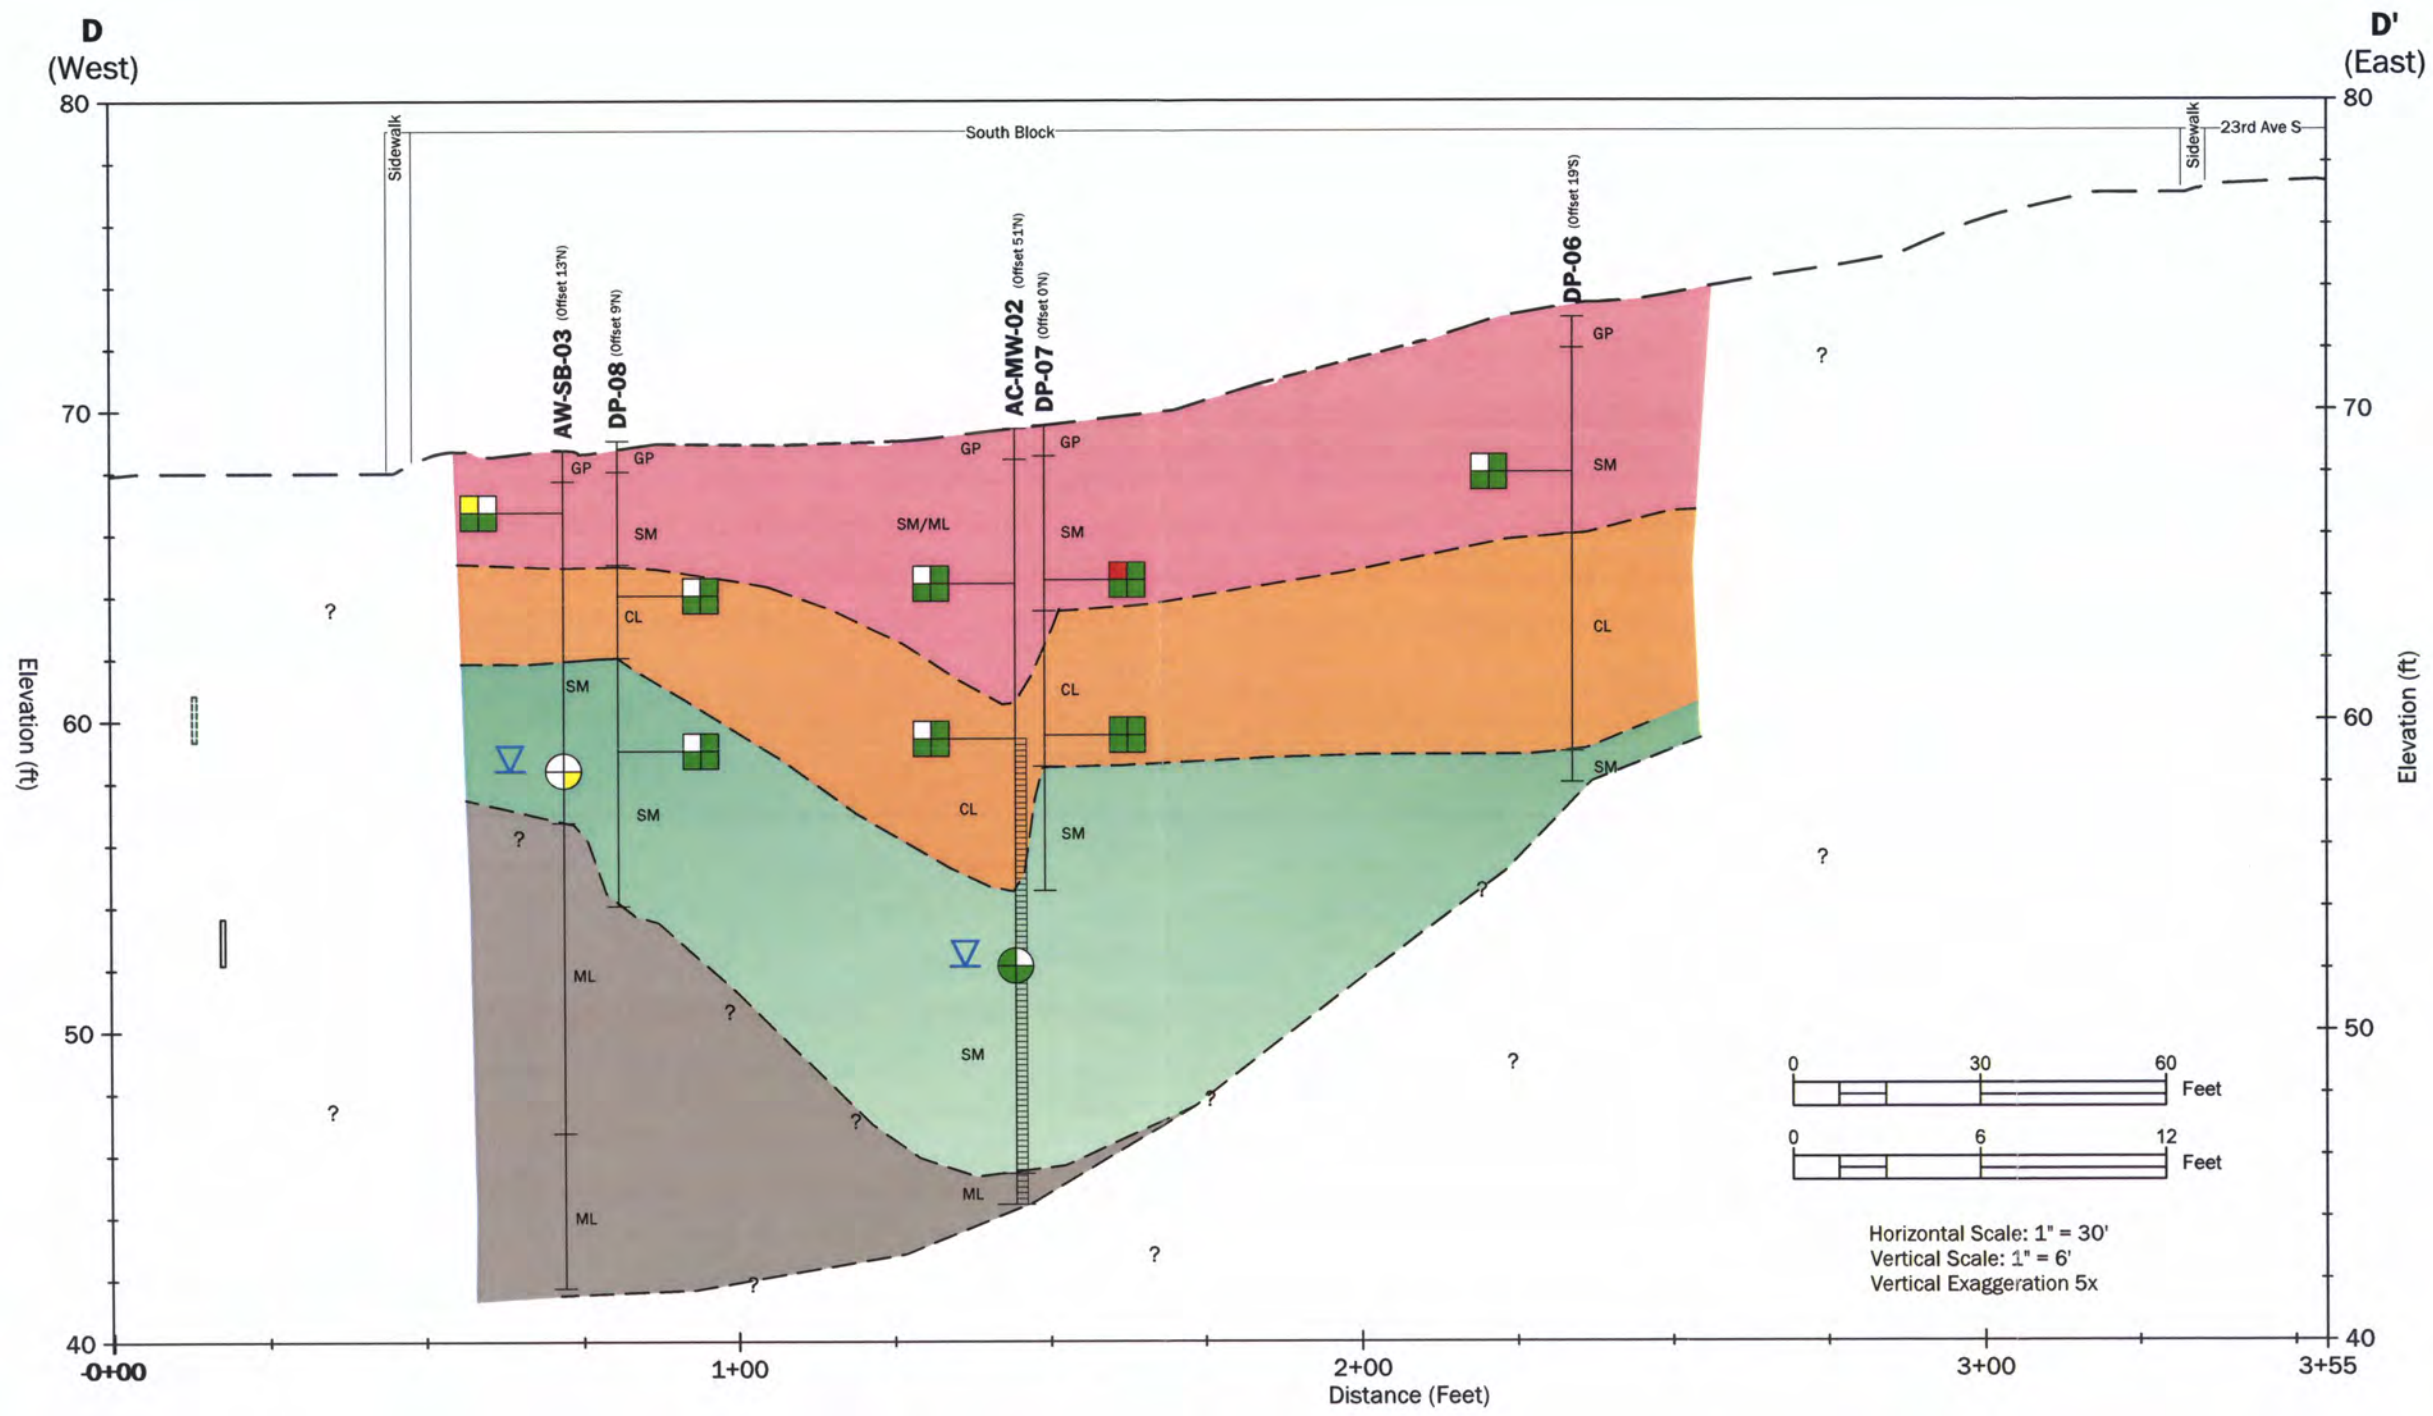 D
(West)
D'
(East)
80
80
Sidewalk
South Block
Sidewalk
23rd Ave S
AW-SB-03 (Offset 13'N)
DP-08 (Offset 9'N)
AC-MW-02 (Offset 51'N)
DP-07 (Offset 0'N)
DP-06 (Offset 19'S)
70
70
GP
GP
GP
GP
GP
?
SM
SM/ML
SM
SM
?
CL
CL
CL
SM
CL
60
60
Elevation (ft)
Elevation (ft)
SM
CL
SM
SM
?
?
?
ML
?
50
50
SM
?
?
?
?
ML
ML
?
?
0 30 60
Feet
0 6 12
Feet
Horizontal Scale: 1" = 30'
Vertical Scale: 1" = 6'
Vertical Exaggeration 5x
40
40
-0+00
1+00
2+00
3+00
3+55
Distance (Feet)